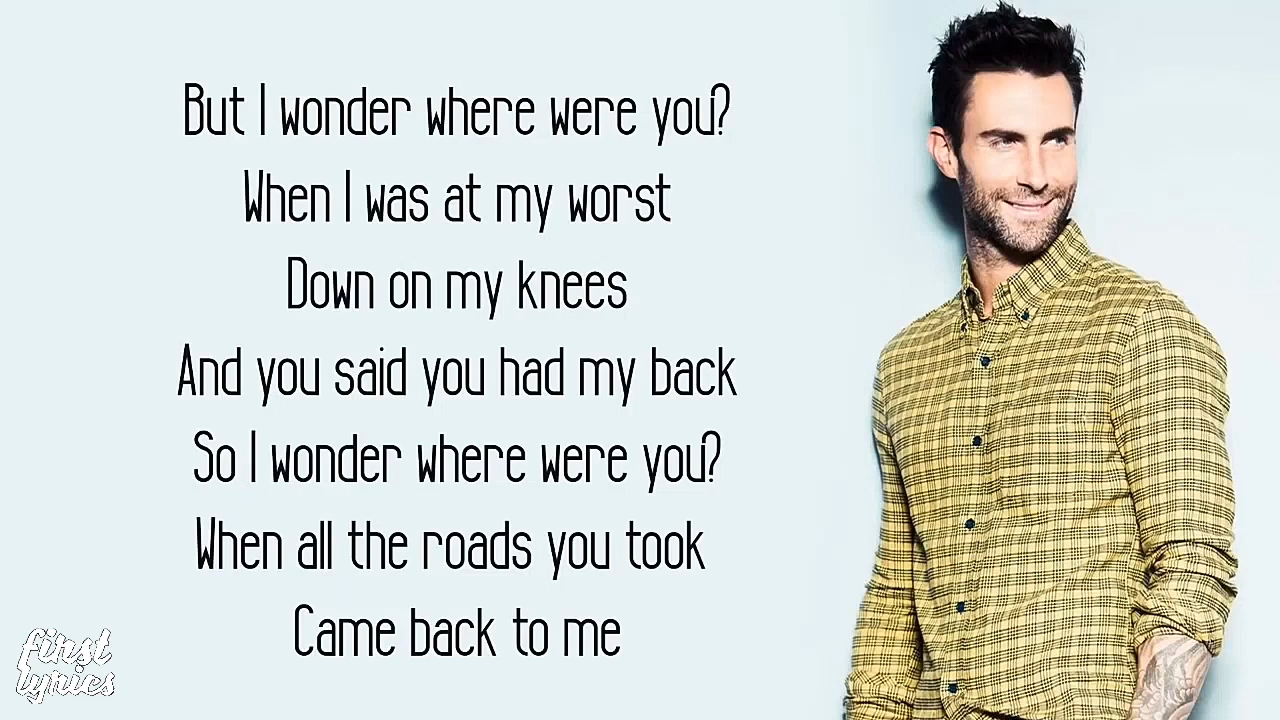 But I wonder where were you?
When I was at my worst
Down on my knees
And you said you had my back
So I wonder where were you?
When all the roads you took
Came back to me
first
lyrics